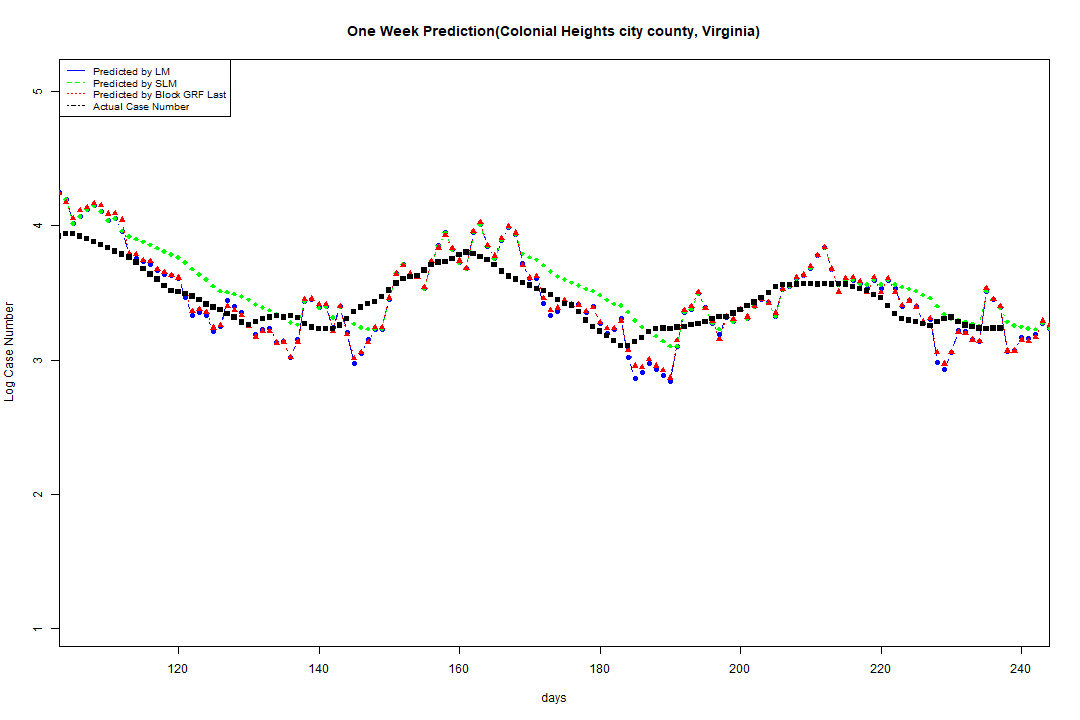 One Week Prediction(Colonial Heights city county, Virginia)
Predicted by LM
Predicted by SLM
Predicted by Block GRF Last
Actual Case Number
5
4
3
2
1
Log Case Number
120 140 160 180 200 220 240
days